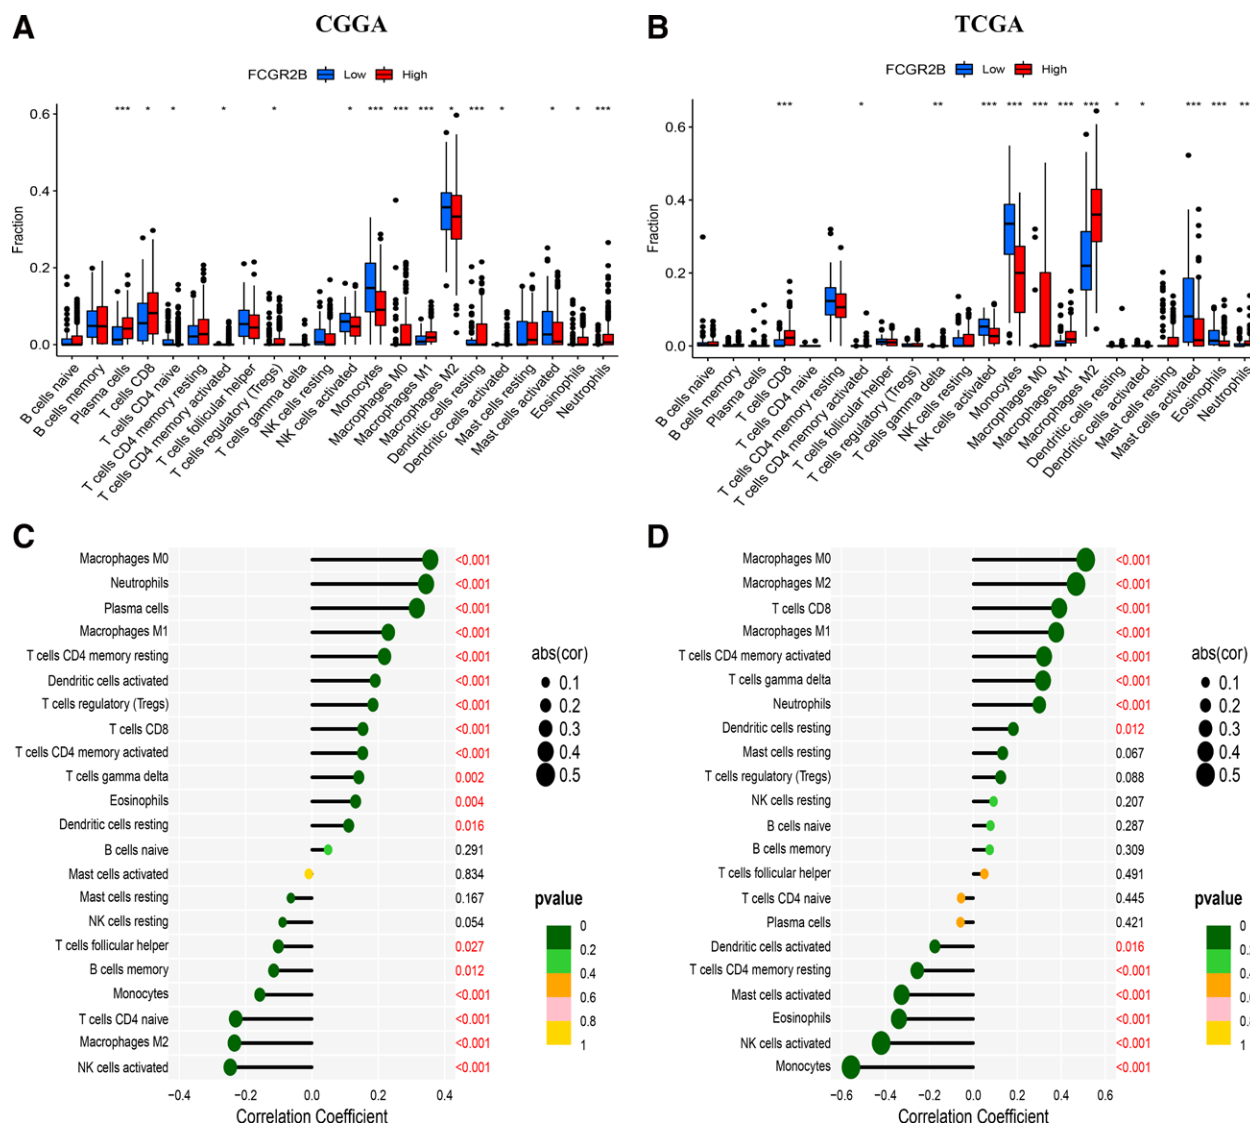 A
CGGA
FCGR2B Low High
* * * * * * * * * * * * * * * * * * * * * * * * * * * * *
Fraction
0.6
0.4
0.2
0.0
B cells naive
B cells memory
Plasma cells
T cells CD8
T cells CD4 naive
T cells CD4 memory resting
T cells CD4 memory activated
T cells follicular helper
T cells regulatory (Tregs)
T cells gamma delta
NK cells resting
NK cells activated
Monocytes
Macrophages M0
Macrophages M1
Macrophages M2
Dendritic cells resting
Dendritic cells activated
Mast cells resting
Mast cells activated
Eosinophils
Neutrophils
B
TCGA
FCGR2B Low High
*** * ** *** *** *** *** *** * * *** *** **
Fraction
0.6
0.4
0.2
0.0
B cells naive
B cells memory
Plasma cells
T cells CD8
T cells CD4 naive
T cells CD4 memory resting
T cells CD4 memory activated
T cells follicular helper
T cells regulatory (Tregs)
T cells gamma delta
NK cells resting
NK cells activated
Monocytes
Macrophages M0
Macrophages M1
Macrophages M2
Dendritic cells resting
Dendritic cells activated
Mast cells resting
Mast cells activated
Eosinophils
Neutrophils
C
Macrophages M0 <0.001
Neutrophils <0.001
Plasma cells <0.001
Macrophages M1 <0.001
T cells CD4 memory resting <0.001
Dendritic cells activated <0.001
T cells regulatory (Tregs) <0.001
T cells CD8 <0.001
T cells CD4 memory activated <0.001
T cells gamma delta 0.002
Eosinophils 0.004
Dendritic cells resting 0.016
B cells naive 0.291
Mast cells activated 0.834
Mast cells resting 0.167
NK cells resting 0.054
T cells follicular helper 0.027
B cells memory 0.012
Monocytes <0.001
T cells CD4 naive <0.001
Macrophages M2 <0.001
NK cells activated <0.001
−0.4 −0.2 0.0 0.2 0.4
Correlation Coefficient
abs(cor)
0.1
0.2
0.3
0.4
0.5
pvalue
0
0.2
0.4
0.6
0.8
1
D
Macrophages M0 <0.001
Macrophages M2 <0.001
T cells CD8 <0.001
Macrophages M1 <0.001
T cells CD4 memory activated <0.001
T cells gamma delta <0.001
Neutrophils <0.001
Dendritic cells resting 0.012
Mast cells resting 0.067
T cells regulatory (Tregs) 0.088
NK cells resting 0.207
B cells naive 0.287
B cells memory 0.309
T cells follicular helper 0.491
T cells CD4 naive 0.445
Plasma cells 0.421
Dendritic cells activated 0.016
T cells CD4 memory resting <0.001
Mast cells activated <0.001
Eosinophils <0.001
NK cells activated <0.001
Monocytes <0.001
−0.6 −0.4 −0.2 0.0 0.2 0.4 0.6
Correlation Coefficient
abs(cor)
0.1
0.2
0.3
0.4
0.5
pvalue
0
0.2
0.4
0.6
0.8
1